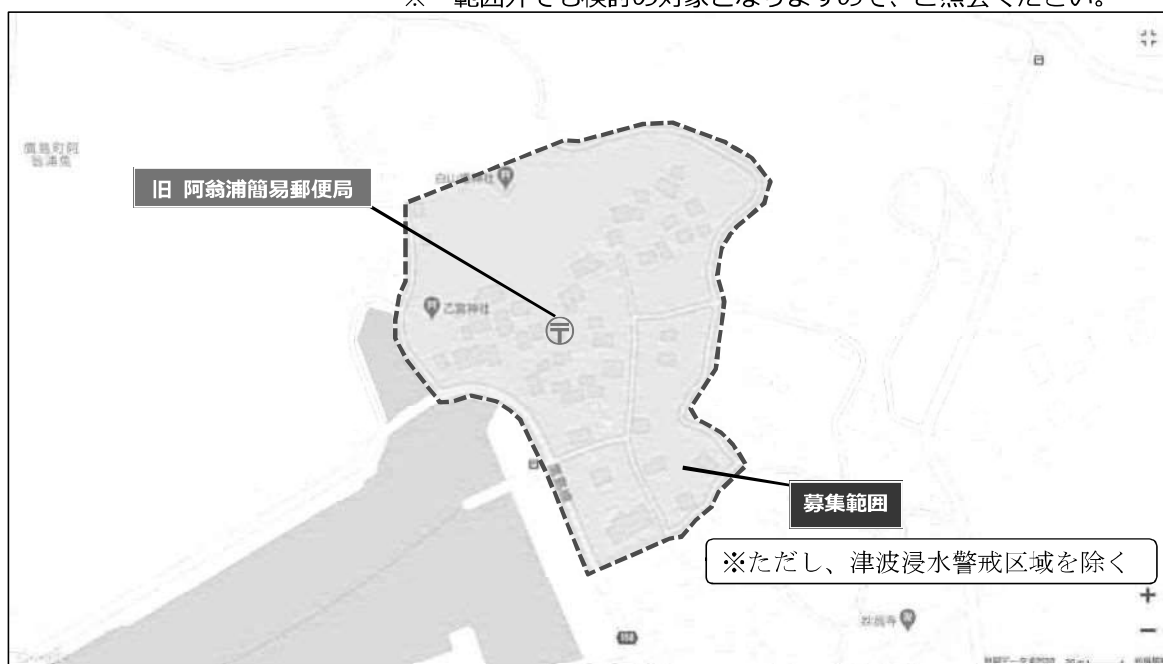 ※ 範囲外でも検討の対象となりますので、ご照会ください。
旧 阿翁浦簡易郵便局
乙宮神社
募集範囲
※ただし、津波浸水警戒区域を除く
+
−